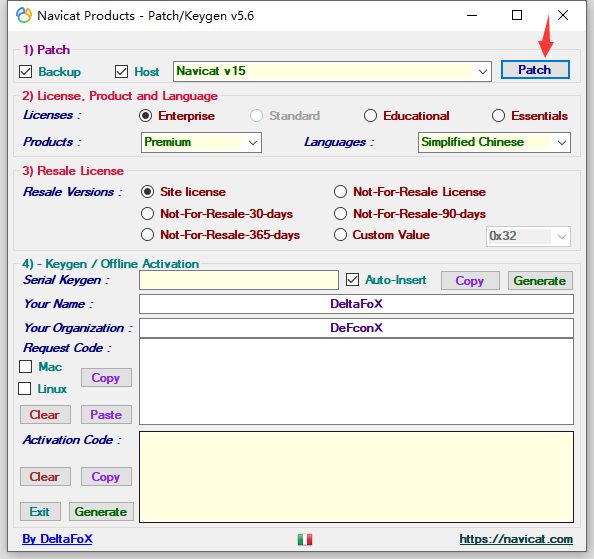 Navicat Products - Patch/Keygen v5.6
1) Patch
Backup Host Navicat v15 Patch
2) License, Product and Language
Licenses : Enterprise Standard Educational Essentials
Products : Premium Languages : Simplified Chinese
3) Resale License
Resale Versions : Site license Not-For-Resale License
Not-For-Resale-30-days Not-For-Resale-90-days
Not-For-Resale-365-days Custom Value 0x32
4) - Keygen / Offline Activation
Serial Keygen : Auto-Insert Copy Generate
Your Name : DeltaFoX
Your Organization : DeFconX
Request Code :
Mac
Copy
Linux
Clear Paste
Activation Code :
Clear Copy
Exit Generate
By DeltaFoX https://navicat.com